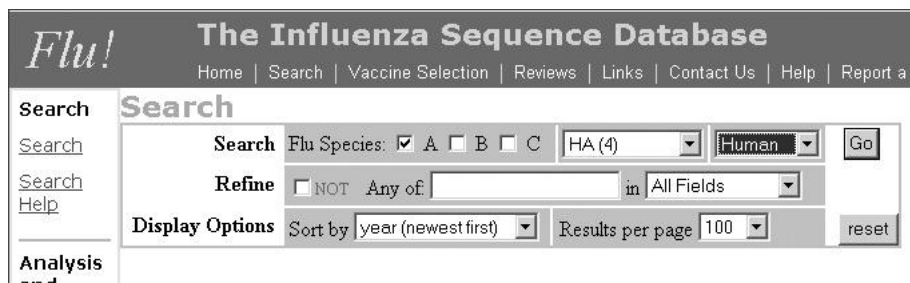 Flu!
The Influenza Sequence Database
Home | Search | Vaccine Selection | Reviews | Links | Contact Us | Help | Report a
Search
Search
Search
Help
Analysis
Search
Search Flu Species: A B C HA (4) Human Go
Refine NOT Any of: in All Fields
Display Options Sort by year (newest first) Results per page 100 reset